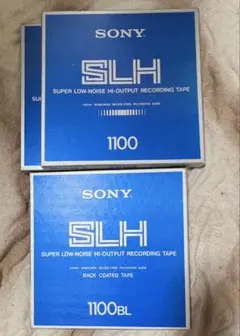 SONY
SLH
SUPER LOW-NOISE HI-OUTPUT RECORDING TAPE
1100
SONY
SLH
SUPER LOW-NOISE HI-OUTPUT RECORDING TAPE
BACK COATED TAPE
1100BL